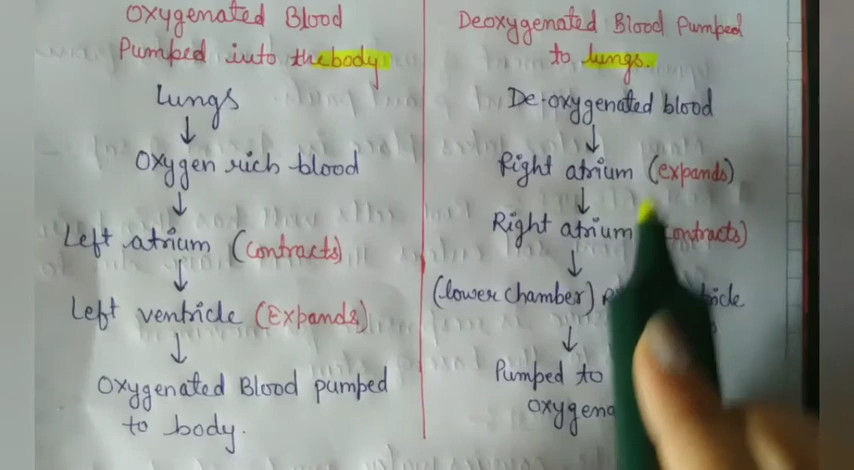 Oxygenated Blood
Pumped into the body
Lungs
↓
Oxygen rich blood
↓
Left atrium (contracts)
↓
Left ventricle (Expands)
↓
Oxygenated Blood pumped
to body.
Deoxygenated Blood Pumped
to lungs.
De-oxygenated blood
↓
Right atrium (expands)
↓
Right atrium contracts)
↓
(lower chamber)
↓
Pumped to